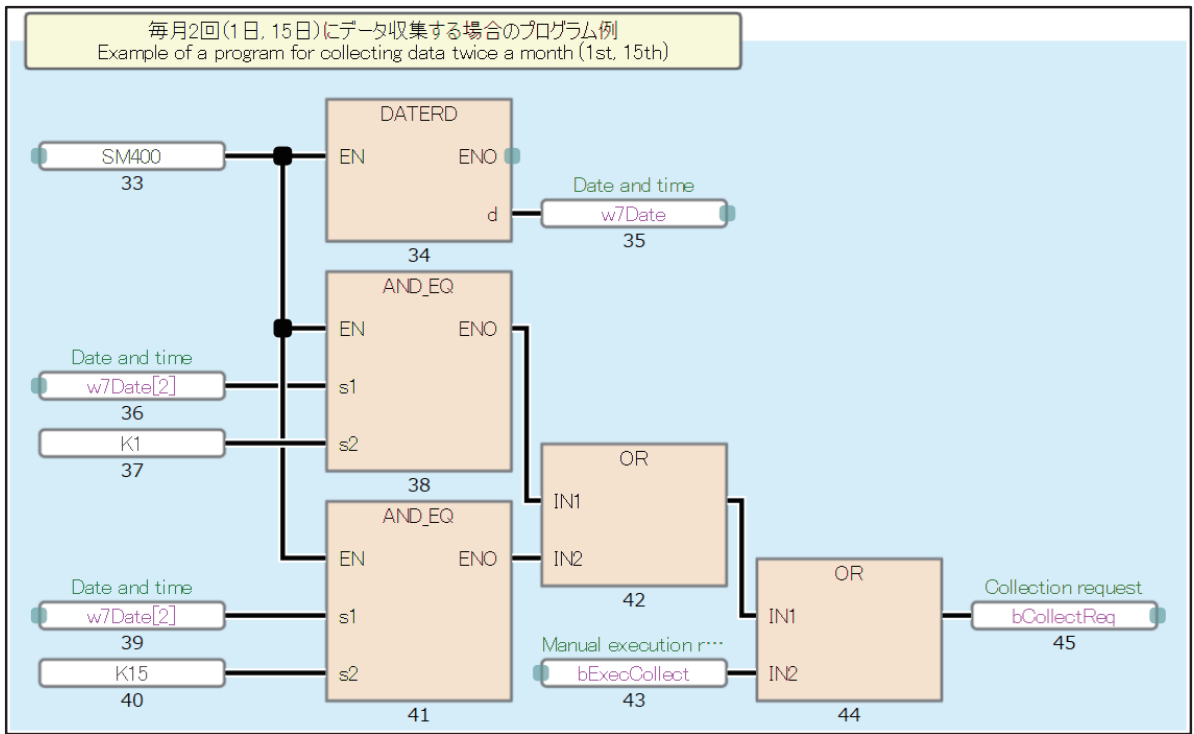 毎月2回(1日, 15日)にデータ収集する場合のプログラム例
Example of a program for collecting data twice a month (1st, 15th)
DATERD
SM400
EN
ENO
33
Date and time
d
w7Date
34
35
AND_EQ
EN
ENO
Date and time
w7Date[2]
s1
36
K1
s2
37
38
OR
AND_EQ
IN1
EN
ENO
IN2
42
OR
Date and time
w7Date[2]
s1
39
IN1
Collection request
bCollectReq
45
Manual execution r…
K15
s2
bExecCollect
IN2
40
41
43
44